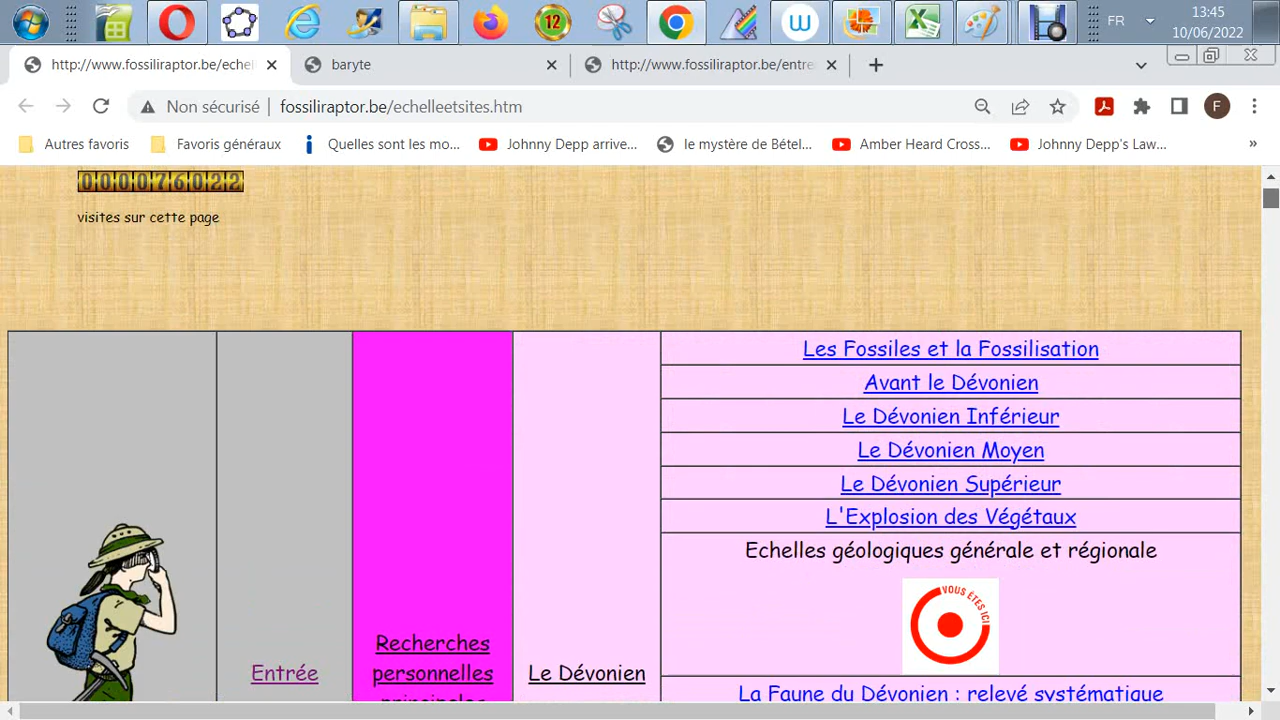 12
W
FR
13:45
10/06/2022
http://www.fossiliraptor.be/echel
baryte
http://www.fossiliraptor.be/entre
Non sécurisé
fossiliraptor.be/echelleetsites.htm
F
Autres favoris
Favoris généraux
Quelles sont les mo...
Johnny Depp arrive...
le mystère de Bétel...
Amber Heard Cross...
Johnny Depp's Law...
»
00076022
visites sur cette page
Les Fossiles et la Fossilisation
Avant le Dévonien
Le Dévonien Inférieur
Le Dévonien Moyen
Le Dévonien Supérieur
L'Explosion des Végétaux
Echelles géologiques générale et régionale
VOUS ÊTES ICI
Entrée
Recherches
personnelles
principales
Le Dévonien
La Faune du Dévonien : relevé systématique